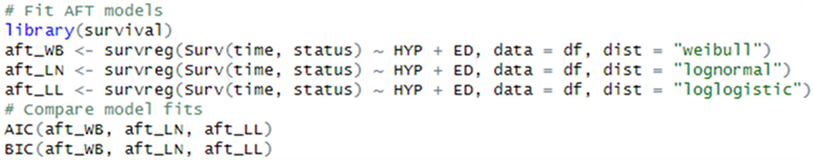 # Fit AFT models
library(survival)
aft_WB <- survreg(Surv(time, status) ~ HYP + ED, data = df, dist = "weibull")
aft_LN <- survreg(Surv(time, status) ~ HYP + ED, data = df, dist = "lognormal")
aft_LL <- survreg(Surv(time, status) ~ HYP + ED, data = df, dist = "loglogistic")
# Compare model fits
AIC(aft_WB, aft_LN, aft_LL)
BIC(aft_WB, aft_LN, aft_LL)